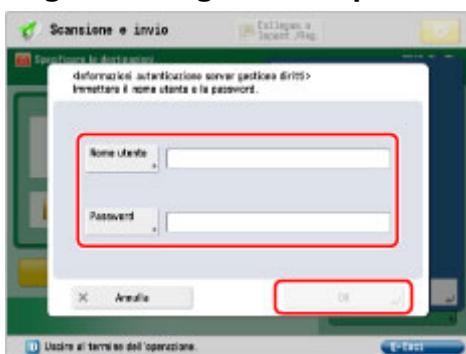 Scansione e invio
Collegam a
Impost./Reg.
Specificare le destinazioni
<Informazioni autenticazione server gestione diritti>
Immettere il nome utente e la password.
Nome utente
Password
Annulla
OK
Uscire al termine dell'operazione.